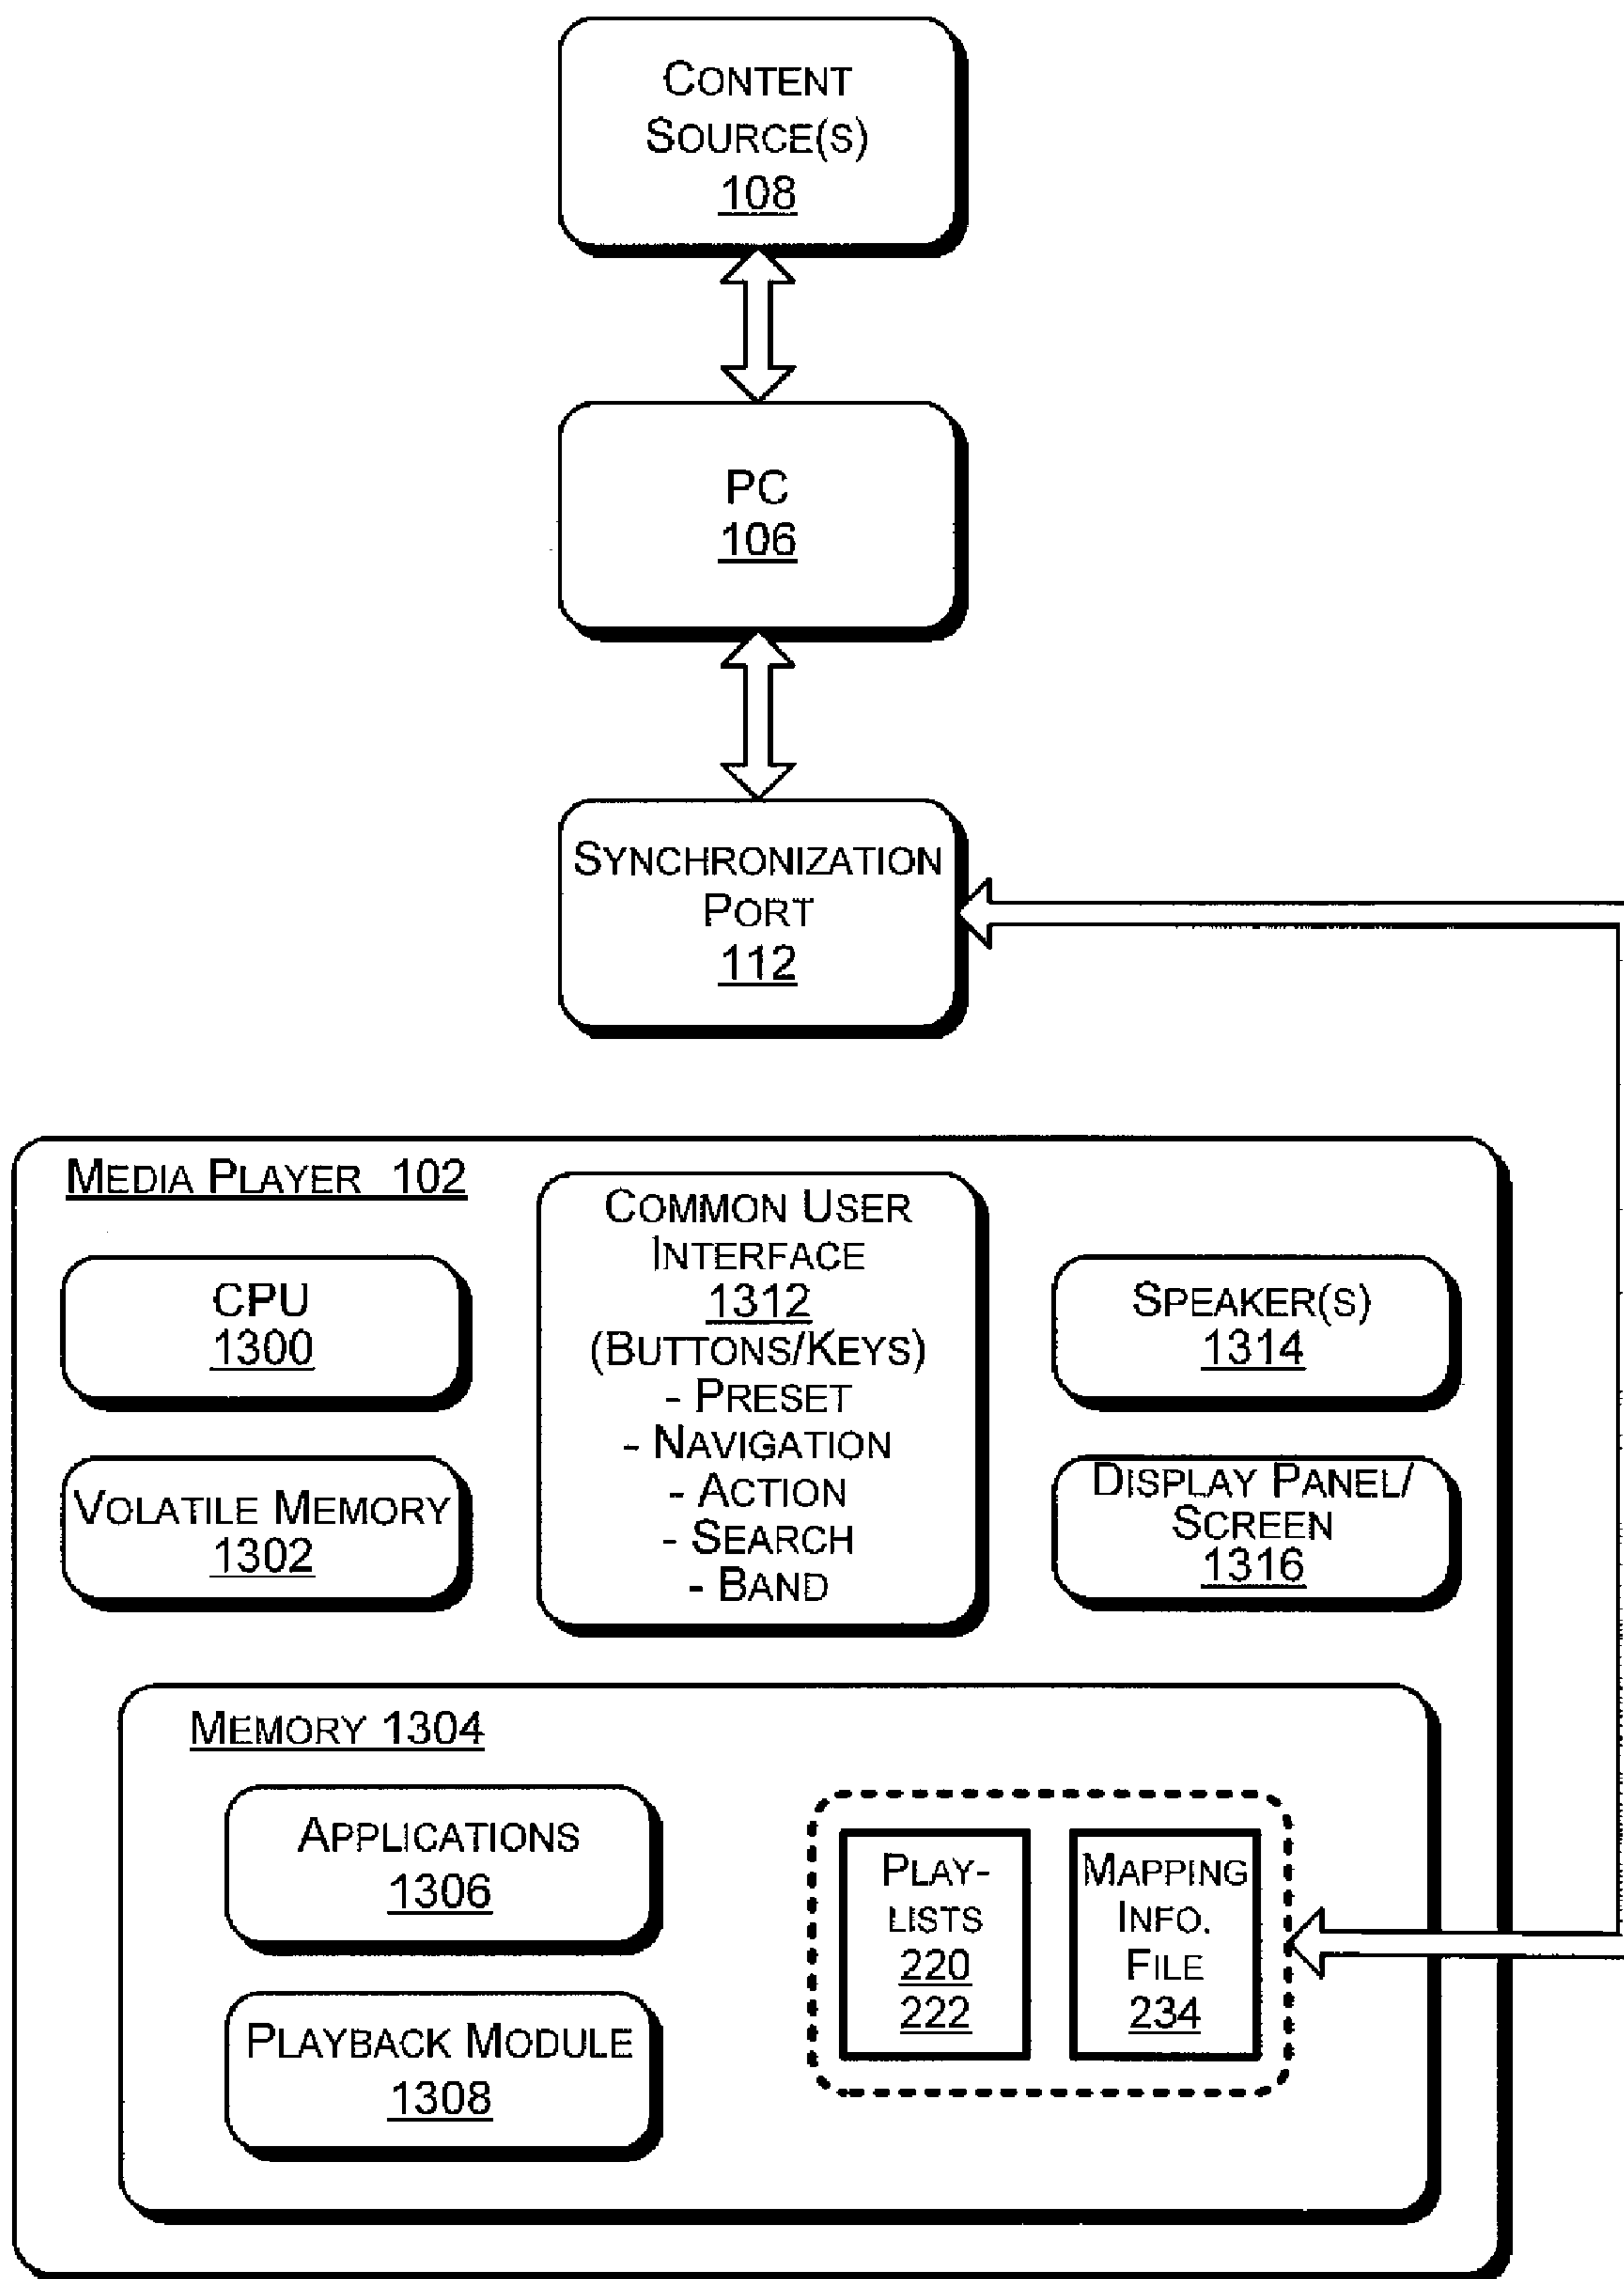 CONTENT
SOURCE(S)
108
PC
106
SYNCHRONIZATION
PORT
112
MEDIA PLAYER 102
CPU
1300
VOLATILE MEMORY
1302
COMMON USER
INTERFACE
1312
(BUTTONS/KEYS)
- PRESET
- NAVIGATION
- ACTION
- SEARCH
- BAND
SPEAKER(S)
1314
DISPLAY PANEL/
SCREEN
1316
MEMORY 1304
APPLICATIONS
1306
PLAYBACK MODULE
1308
PLAY-
LISTS
220
222
MAPPING
INFO.
FILE
234